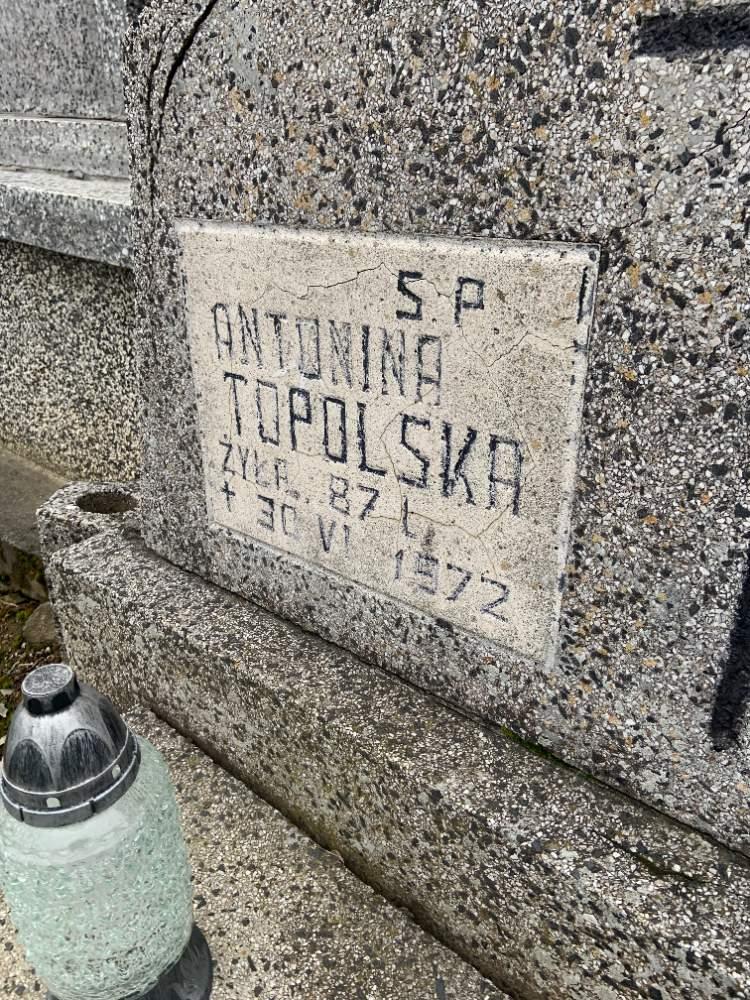 S P
ANTONINA
TOPOLSKA
ŻYŁA 87 L
† 30 VI 1972